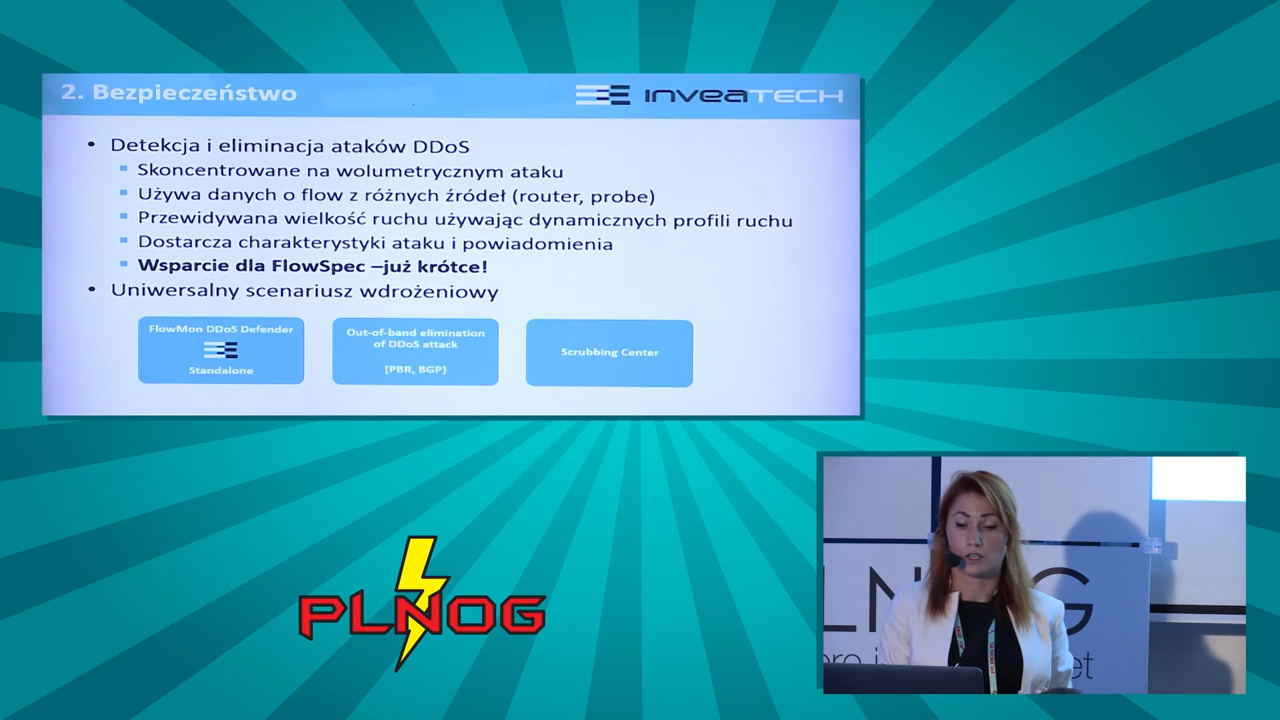 2. Bezpieczeństwo
INVEATECH
• Detekcja i eliminacja ataków DDoS
Skoncentrowane na wolumetrycznym ataku
Używa danych o flow z różnych źródeł (router, probe)
Przewidywana wielkość ruchu używając dynamicznych profili ruchu
Dostarcza charakterystyki ataku i powiadomienia
Wsparcie dla FlowSpec –już krótce!
• Uniwersalny scenariusz wdrożeniowy
FlowMon DDoS Defender
Standalone
Out-of-band elimination
of DDoS attack
(PBR, BGP)
Scrubbing Center
PLNOG
LN G
et